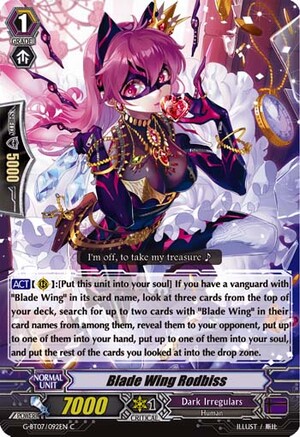 1
GRADE
5000
SHIELD
I'm off, to take my treasure ♪
ACT [Ⓡ]:[Put this unit into your soul] If you have a vanguard with
"Blade Wing" in its card name, look at three cards from the top of
your deck, search for up to two cards with "Blade Wing" in their
card names from among them, reveal them to your opponent, put up
to one of them into your hand, put up to one of them into your soul,
and put the rest of the cards you looked at into the drop zone.
NORMAL
UNIT
Blade Wing Rodbiss
POWER
7000
1
CRITICAL
Dark Irregulars
Human
G-BT07/092EN C
ILLUST /